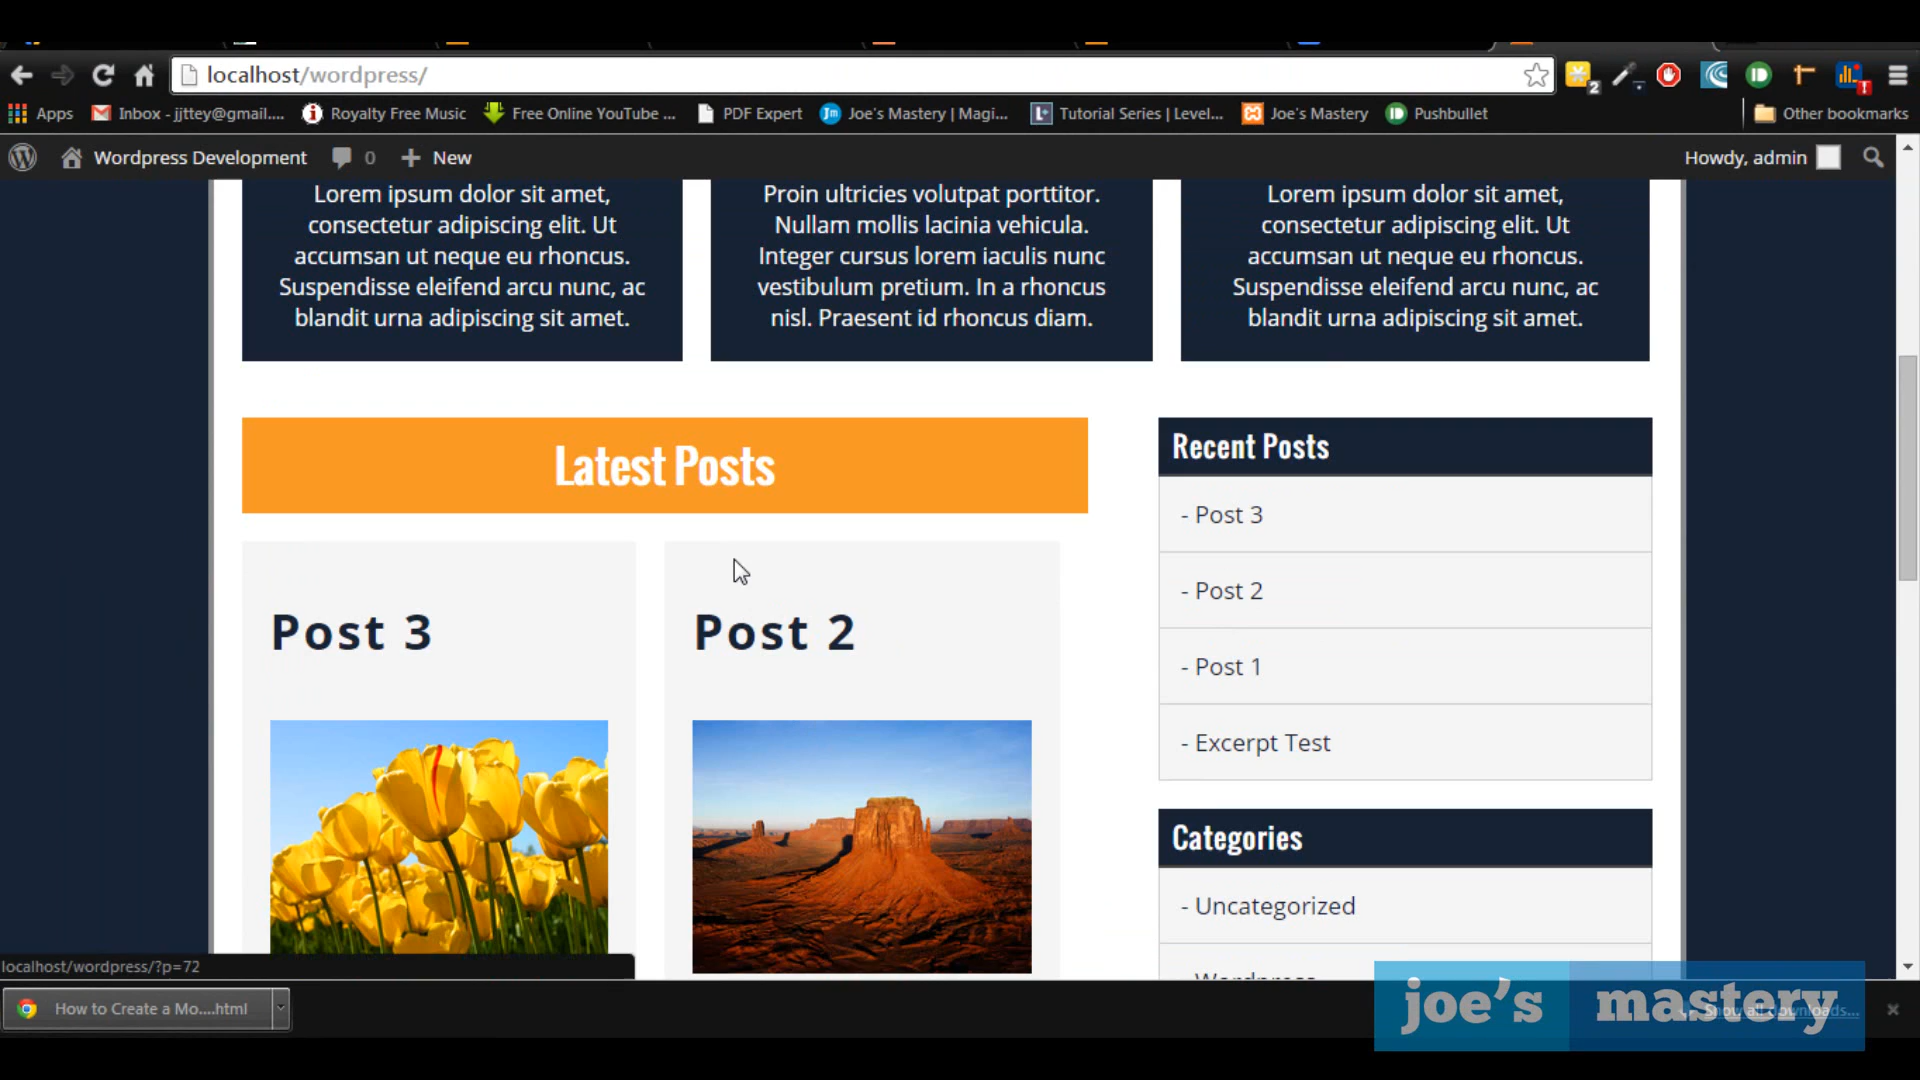 localhost/wordpress/
2
Apps
Inbox - jjttey@gmail....
Royalty Free Music
Free Online YouTube ...
PDF Expert
Joe's Mastery | Magi...
Tutorial Series | Level...
Joe's Mastery
Pushbullet
Other bookmarks
Wordpress Development
0
New
Howdy, admin
Lorem ipsum dolor sit amet,
consectetur adipiscing elit. Ut
accumsan ut neque eu rhoncus.
Suspendisse eleifend arcu nunc, ac
blandit urna adipiscing sit amet.
Proin ultricies volutpat porttitor.
Nullam mollis lacinia vehicula.
Integer cursus lorem iaculis nunc
vestibulum pretium. In a rhoncus
nisl. Praesent id rhoncus diam.
Lorem ipsum dolor sit amet,
consectetur adipiscing elit. Ut
accumsan ut neque eu rhoncus.
Suspendisse eleifend arcu nunc, ac
blandit urna adipiscing sit amet.
Latest Posts
Post 3
Post 2
Recent Posts
- Post 3
- Post 2
- Post 1
- Excerpt Test
Categories
- Uncategorized
- Wordpress
localhost/wordpress/?p=72
How to Create a Mo....html
Show all downloads...
joe's mastery